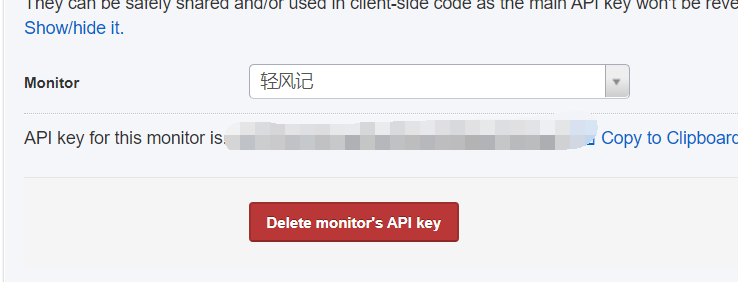 They can be safely shared and/or used in client-side code as the main API key won't be reve
Show/hide it.
Monitor 轻风记
API key for this monitor is: Copy to Clipboard
Delete monitor's API key